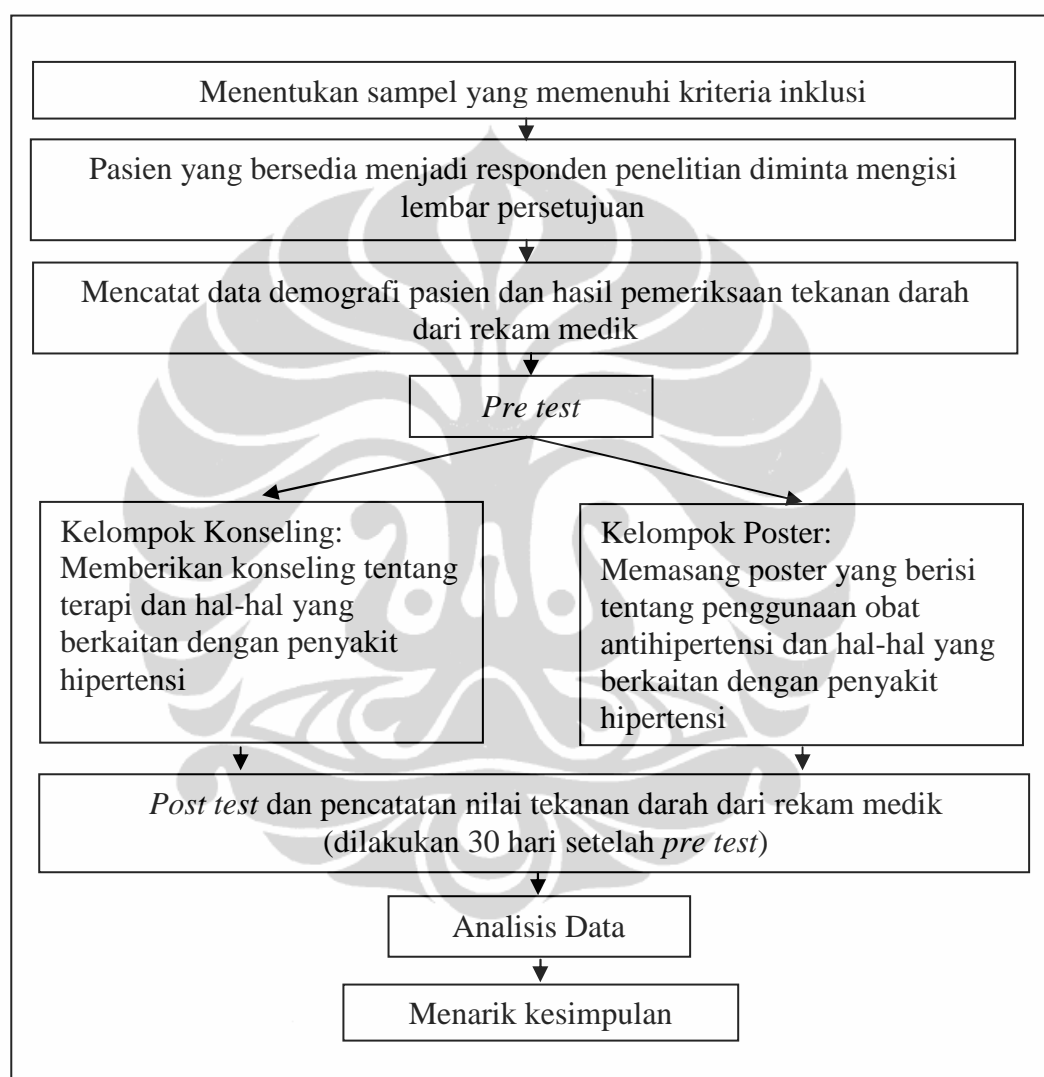 Menentukan sampel yang memenuhi kriteria inklusi
Pasien yang bersedia menjadi responden penelitian diminta mengisi
lembar persetujuan
Mencatat data demografi pasien dan hasil pemeriksaan tekanan darah
dari rekam medik
Pre test
Kelompok Konseling:
Memberikan konseling tentang
terapi dan hal-hal yang
berkaitan dengan penyakit
hipertensi
Kelompok Poster:
Memasang poster yang berisi
tentang penggunaan obat
antihipertensi dan hal-hal yang
berkaitan dengan penyakit
hipertensi
Post test dan pencatatan nilai tekanan darah dari rekam medik
(dilakukan 30 hari setelah pre test)
Analisis Data
Menarik kesimpulan